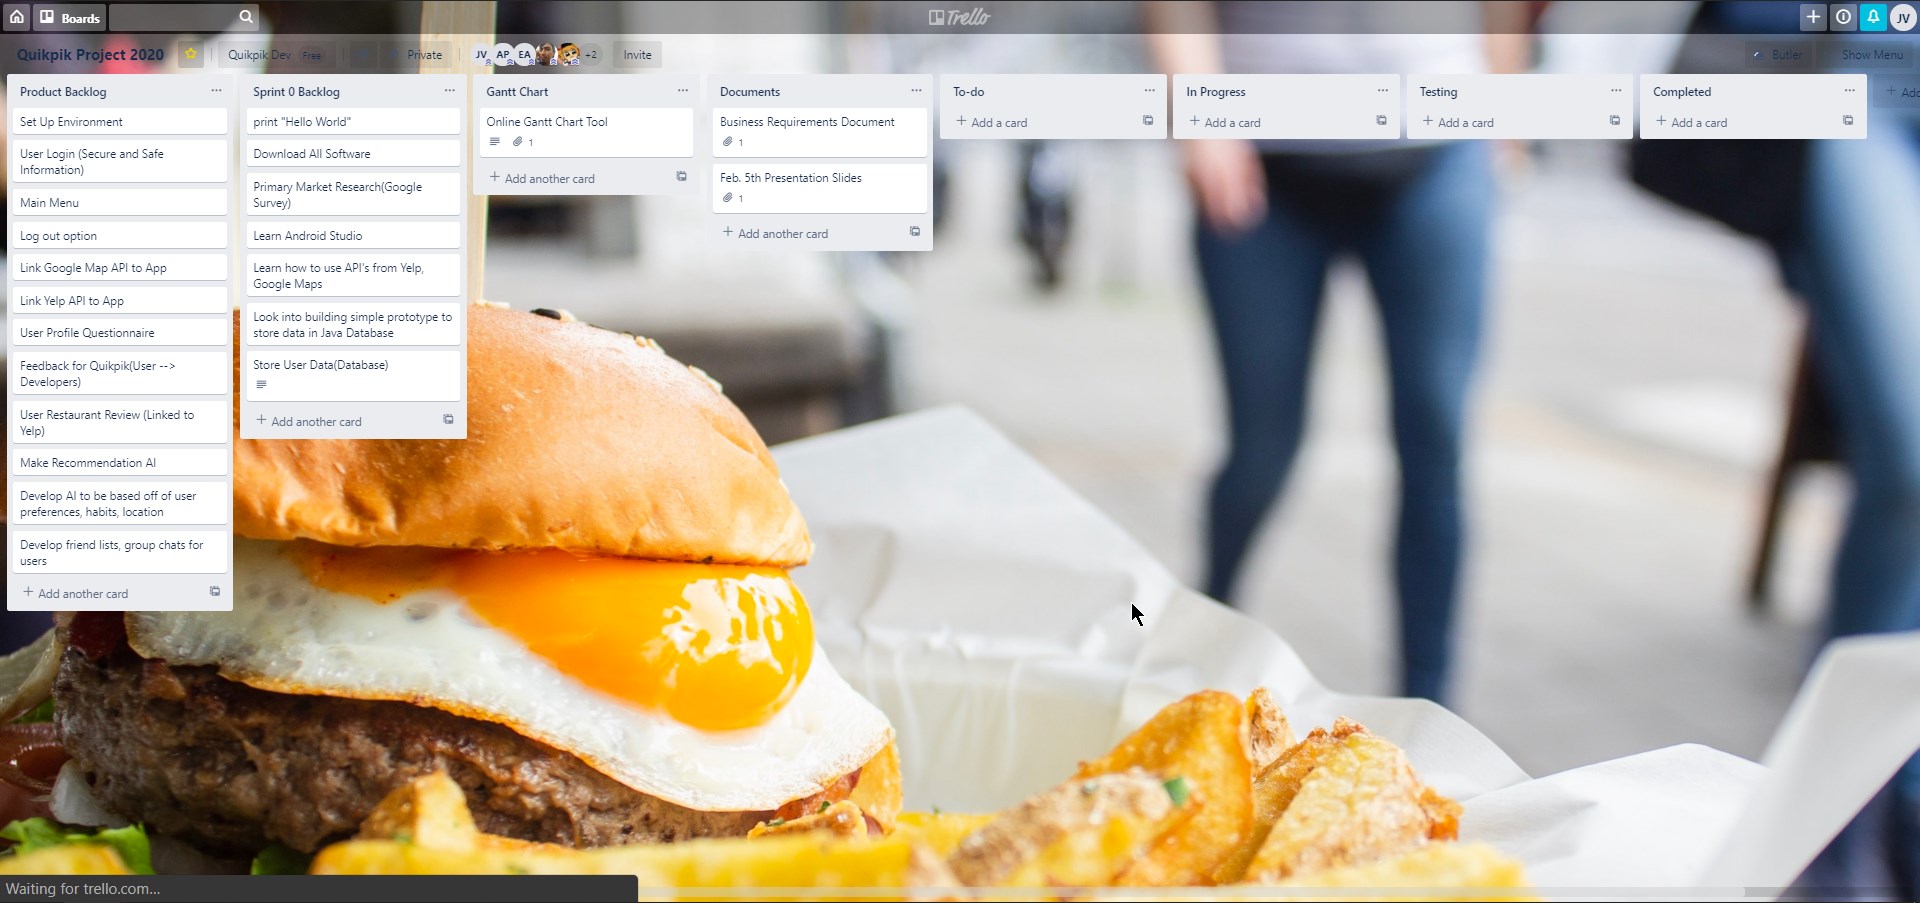 Boards
Trello
JV
Quikpik Project 2020
Quikpik Dev
Free
Private
JV AP EA +2
Invite
Butler
Show Menu
Product Backlog
Set Up Environment
User Login (Secure and Safe
Information)
Main Menu
Log out option
Link Google Map API to App
Link Yelp API to App
User Profile Questionnaire
Feedback for Quikpik(User -->
Developers)
User Restaurant Review (Linked to
Yelp)
Make Recommendation AI
Develop AI to be based off of user
preferences, habits, location
Develop friend lists, group chats for
users
+ Add another card
Sprint 0 Backlog
print "Hello World"
Download All Software
Primary Market Research(Google
Survey)
Learn Android Studio
Learn how to use API's from Yelp,
Google Maps
Look into building simple prototype to
store data in Java Database
Store User Data(Database)
+ Add another card
Gantt Chart
Online Gantt Chart Tool
1
+ Add another card
Documents
Business Requirements Document
1
Feb. 5th Presentation Slides
1
+ Add another card
To-do
+ Add a card
In Progress
+ Add a card
Testing
+ Add a card
Completed
+ Add a card
+ Add
Waiting for trello.com...